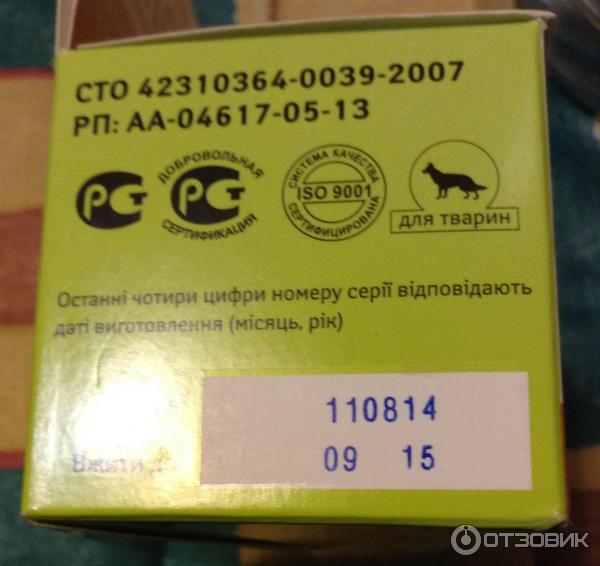 СТО 42310364-0039-2007
РП: АА-04617-05-13
РСТ
ДОБРОВОЛЬНАЯ
РСТ
СЕРТИФИКАЦИЯ
СИСТЕМА КАЧЕСТВА
ISO 9001
СЕРТИФИЦИРОВАНА
для тварин
Останні чотири цифри номеру серії відповідають
даті виготовлення (місяць, рік)
110814
Вжити
09 15
ОТЗОВИК